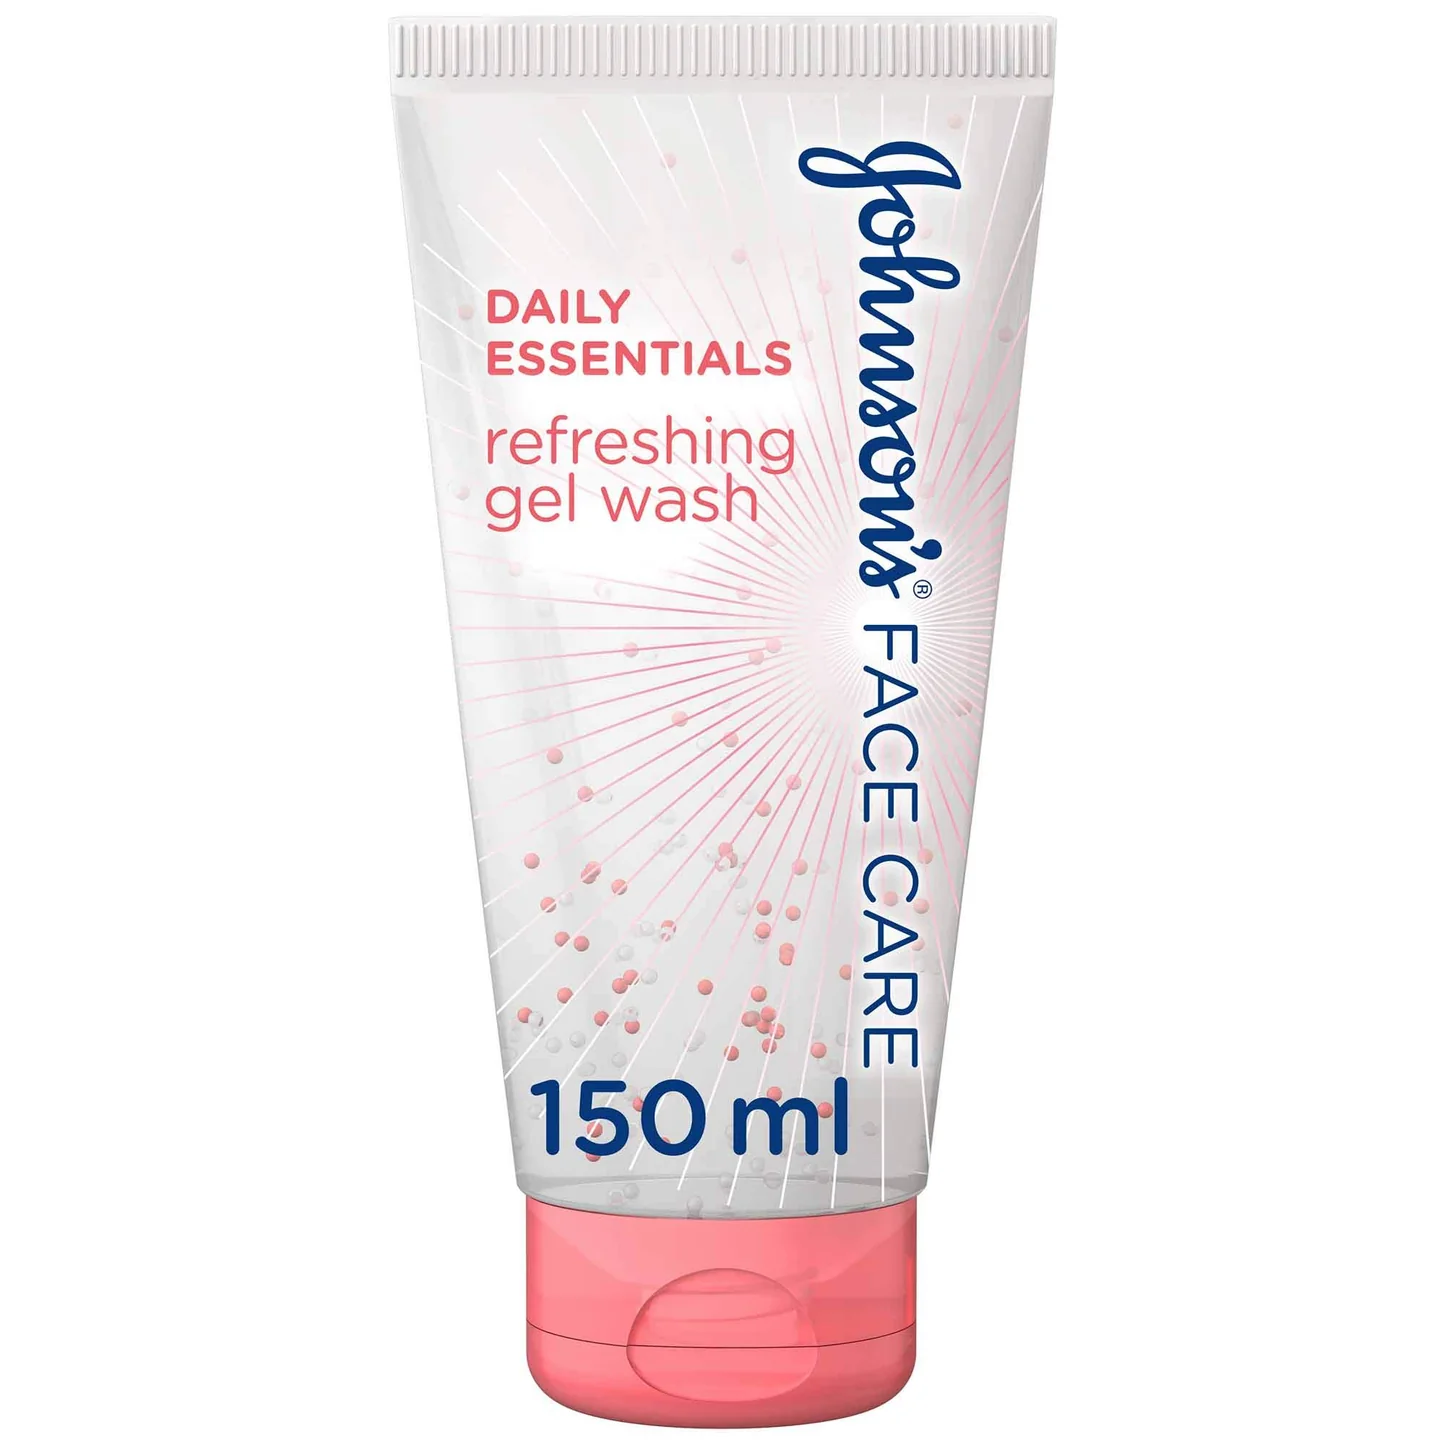 DAILY
ESSENTIALS
refreshing
gel wash
Johnson's® FACE CARE
150 ml